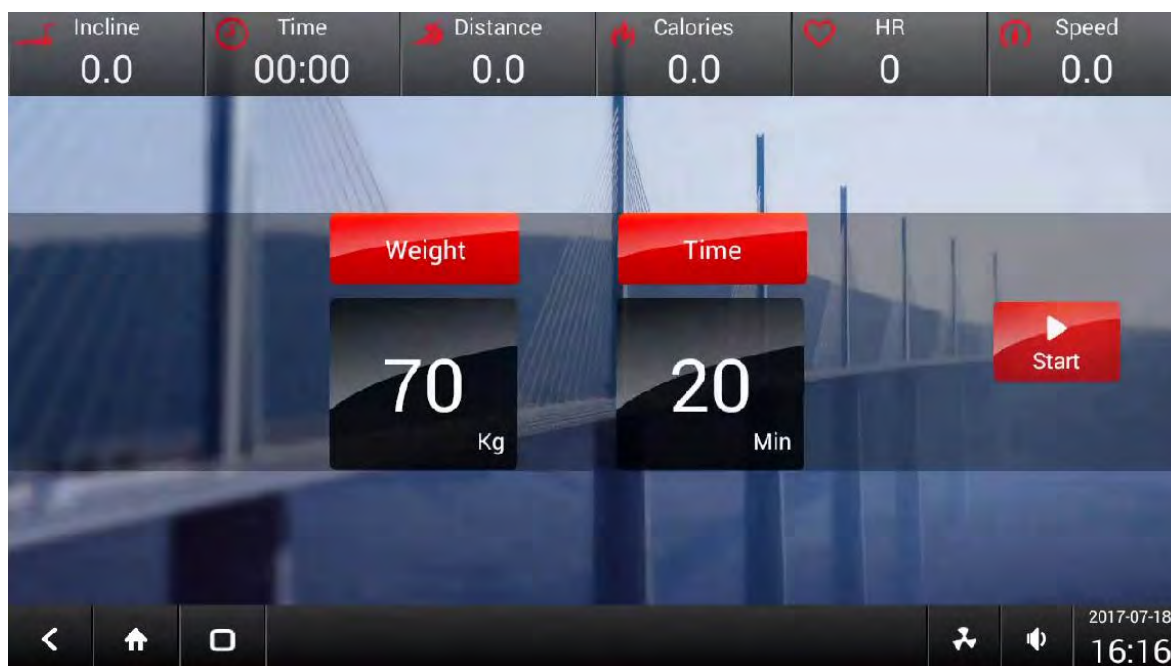 Incline Time Distance Calories HR Speed
0.0 00:00 0.0 0.0 0 0.0
Weight Time
70 20
Kg Min
Start
2017-07-18
16:16